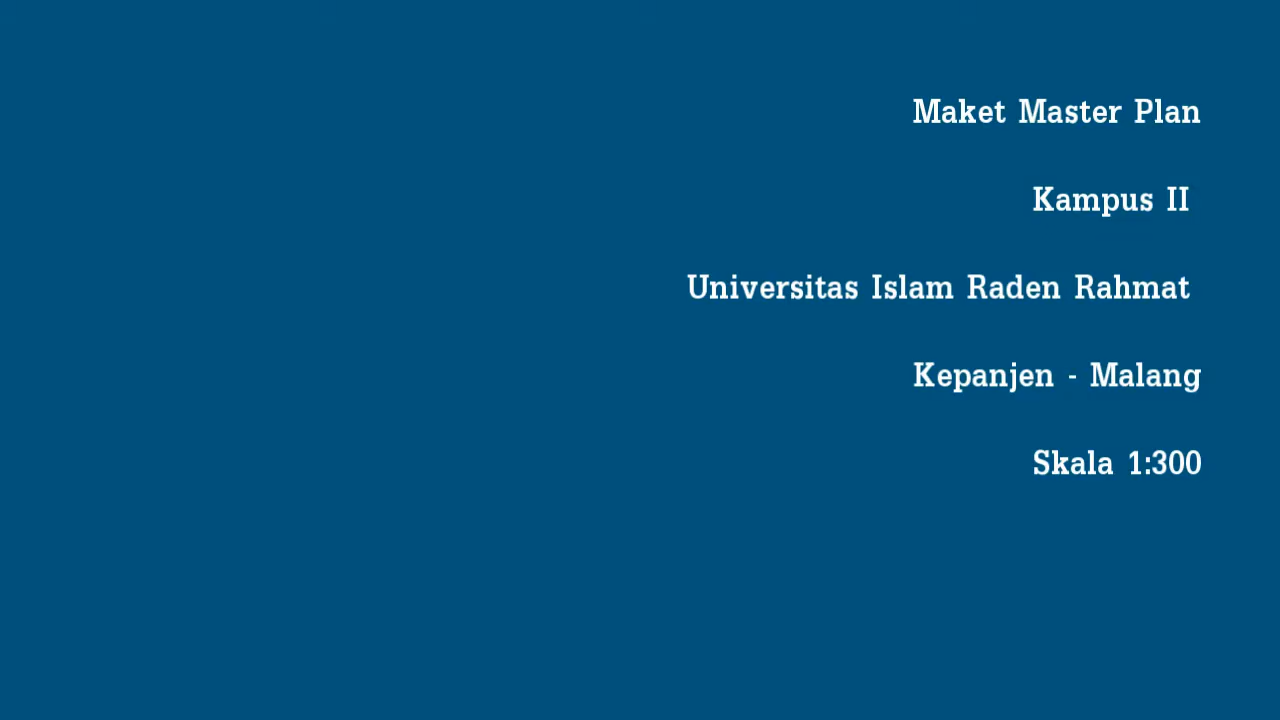 Maket Master Plan
Kampus II
Universitas Islam Raden Rahmat
Kepanjen - Malang
Skala 1:300